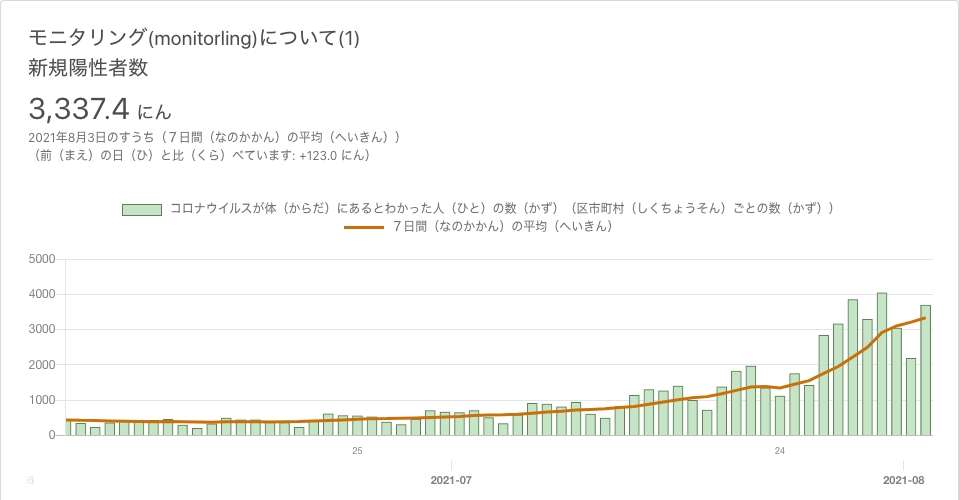 モニタリング(monitorling)について(1)
新規陽性者数
3,337.4 にん
2021年8月3日のすうち（７日間（なのかかん）の平均（へいきん））
（前（まえ）の日（ひ）と比（くら）べています: +123.0 にん）
コロナウイルスが体（からだ）にあるとわかった人（ひと）の数（かず）（区市町村（しくちょうそん）ごとの数（かず））
７日間（なのかかん）の平均（へいきん）
5000
4000
3000
2000
1000
0
25
24
2021-07
2021-08